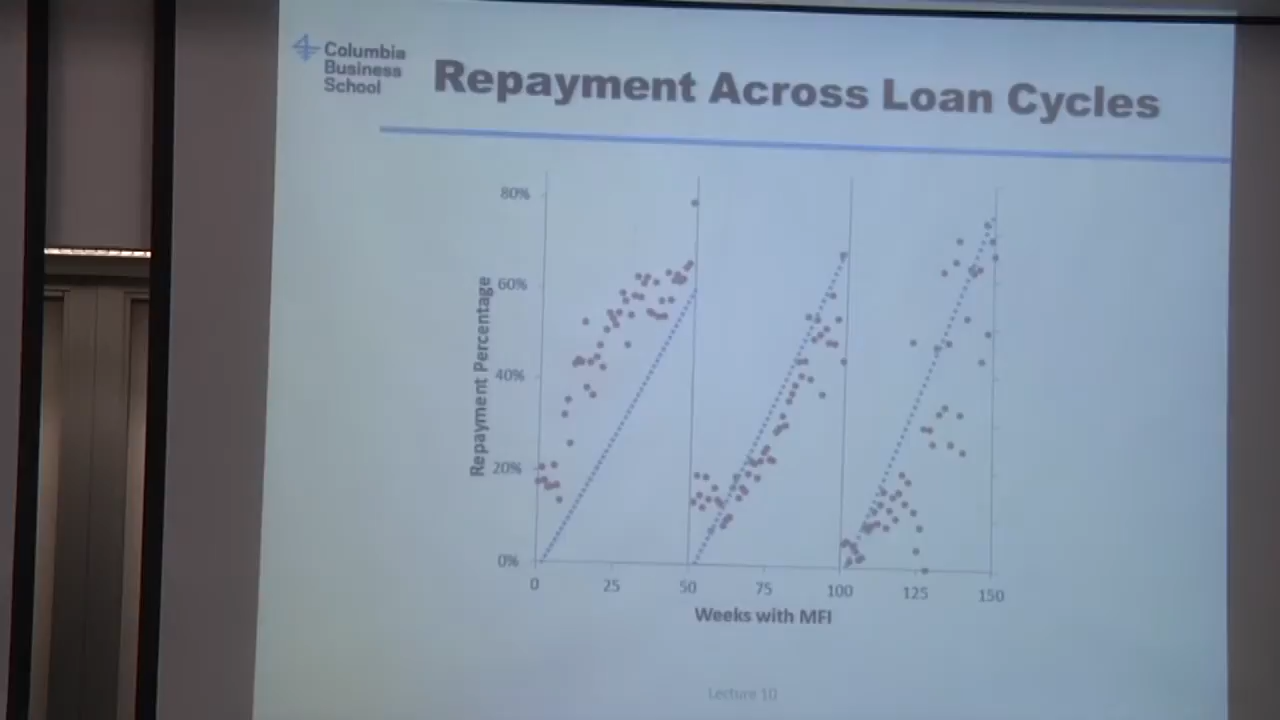 Columbia
Business
School
Repayment Across Loan Cycles
80%
60%
40%
20%
0%
Repayment Percentage
0 25 50 75 100 125 150
Weeks with MFI
Lecture 10